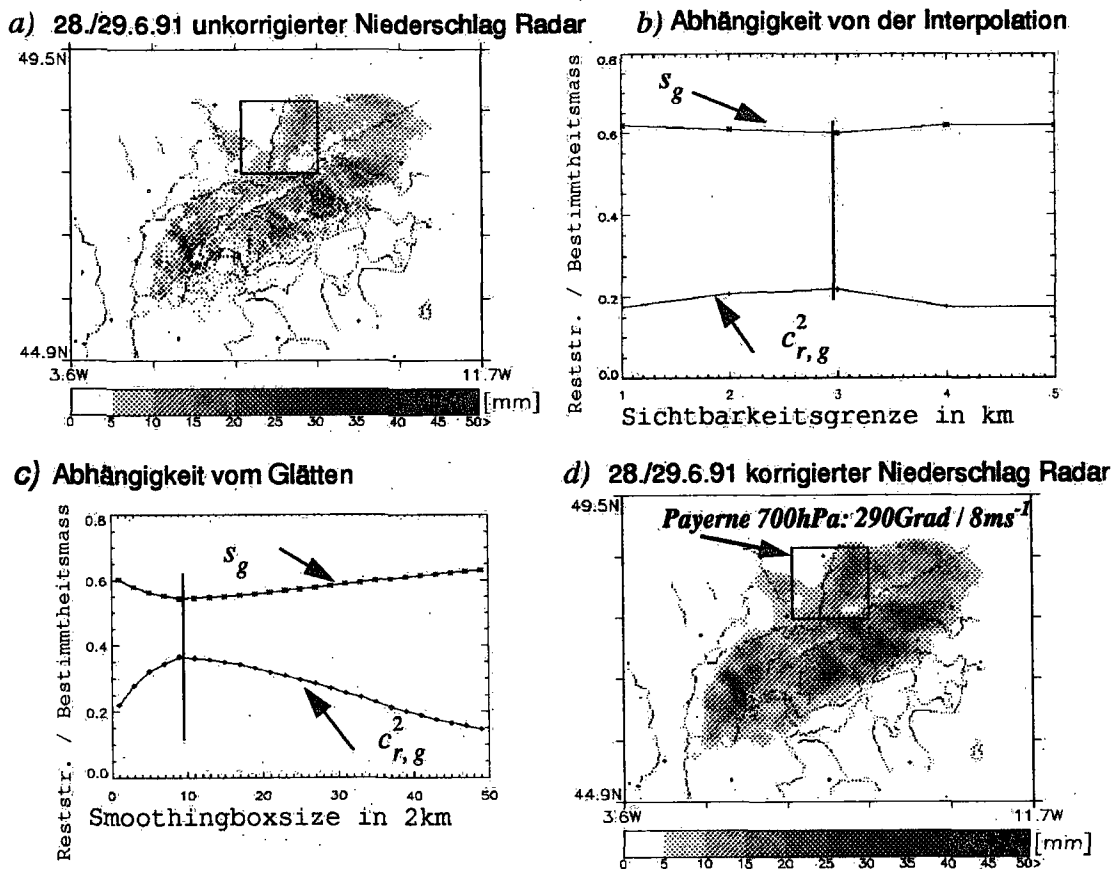 a) 28./29.6.91 unkorrigierter Niederschlag Radar
49.5N
44.9N
3.6W
11.7W
0 5 10 15 20 25 30 35 40 45 50>
[mm]
b) Abhängigkeit von der Interpolation
Reststr. / Bestimmtheitsmass
0.8
0.6
0.4
0.2
0.0
s_g
c²_{r,g}
1 2 3 4 5
Sichtbarkeitsgrenze in km
c) Abhängigkeit vom Glätten
Reststr. / Bestimmtheitsmass
0.8
0.6
0.4
0.2
0.0
s_g
c²_{r,g}
0 10 20 30 40 50
Smoothingboxsize in 2km
d) 28./29.6.91 korrigierter Niederschlag Radar
49.5N
Payerne 700hPa: 290Grad / 8ms⁻¹
44.9N
3.6W
11.7W
0 5 10 15 20 25 30 35 40 45 50>
[mm]